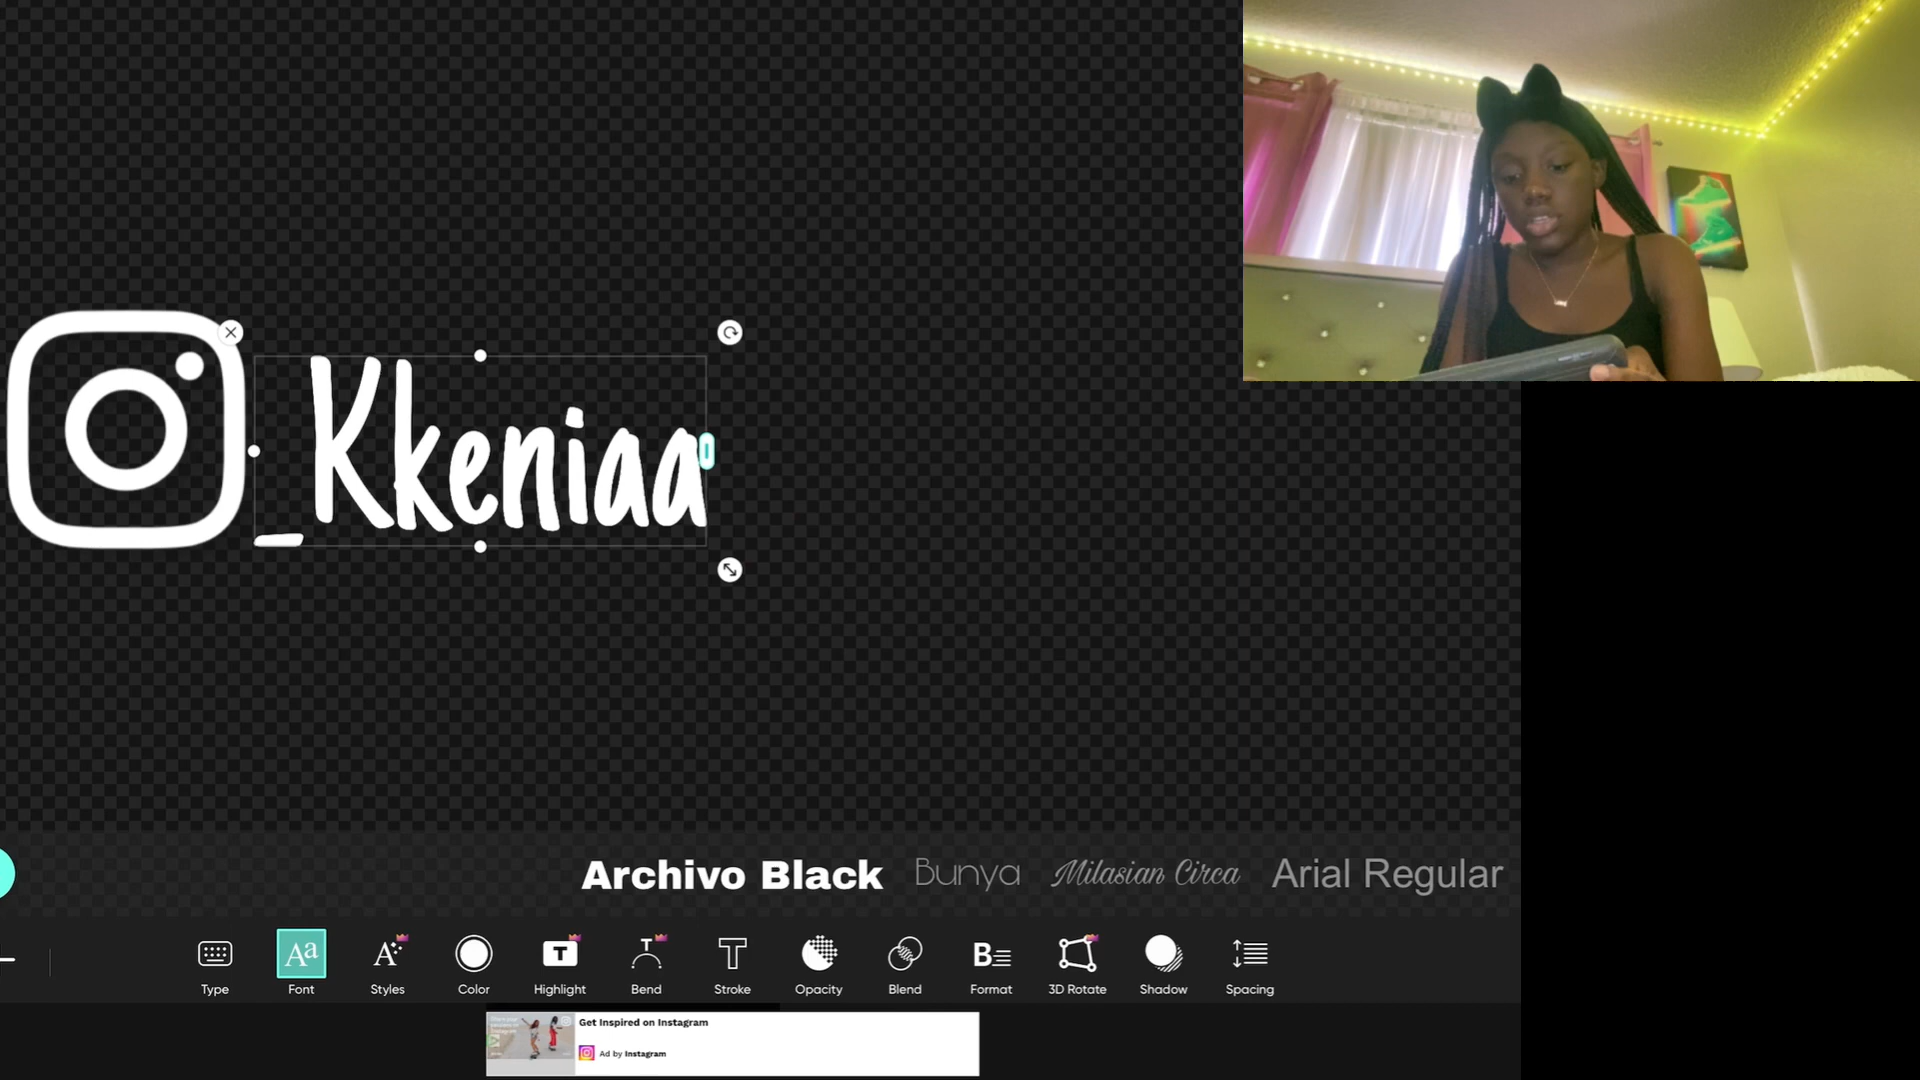 _Kkeniaa
Archivo Black Bunya Milasian Circa Arial Regular
Type Font Styles Color Highlight Bend Stroke Opacity Blend Format 3D Rotate Shadow Spacing
Get Inspired on Instagram
Ad by Instagram